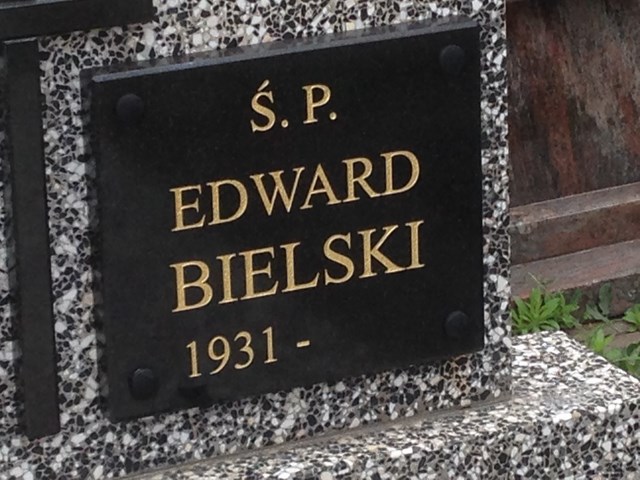 Ś. P.
EDWARD
BIELSKI
1931 -